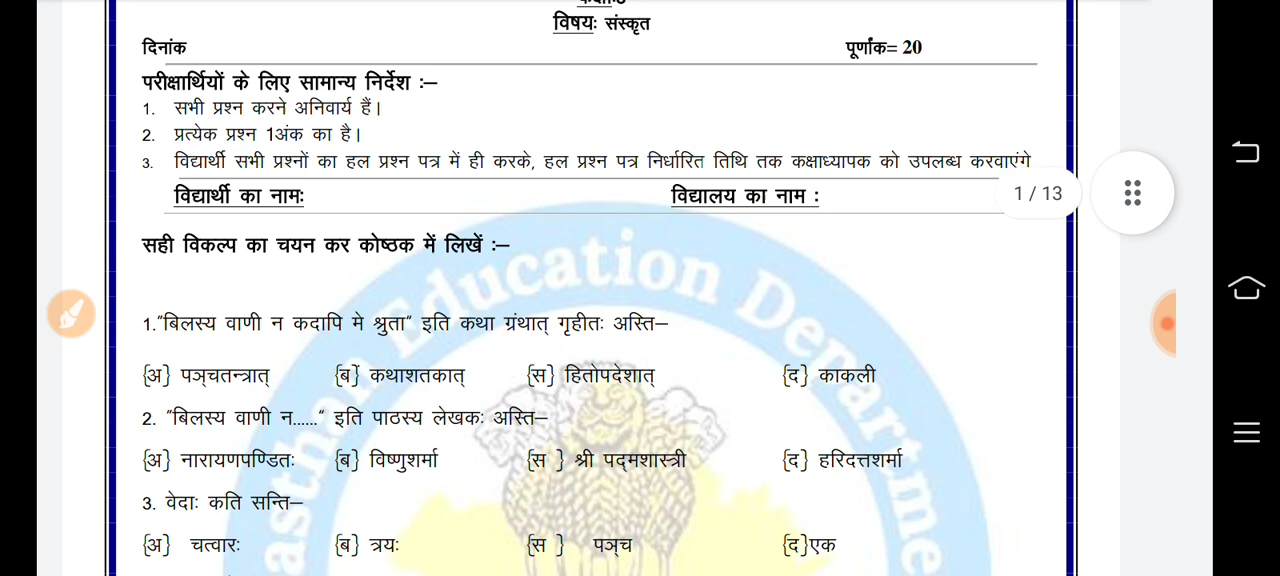 विषयः संस्कृत
दिनांक पूर्णांक= 20
परीक्षार्थियों के लिए सामान्य निर्देश :–
1. सभी प्रश्न करने अनिवार्य हैं।
2. प्रत्येक प्रश्न 1अंक का है।
3. विद्यार्थी सभी प्रश्नों का हल प्रश्न पत्र में ही करके, हल प्रश्न पत्र निर्धारित तिथि तक कक्षाध्यापक को उपलब्ध करवाएंगे
विद्यार्थी का नामः विद्यालय का नाम :
1 / 13
सही विकल्प का चयन कर कोष्ठक में लिखें :–
Education Departme
1.”बिलस्य वाणी न कदापि मे श्रुता” इति कथा ग्रंथात् गृहीतः अस्ति–
{अ} पञ्चतन्त्रात् {ब} कथाशतकात् {स} हितोपदेशात् {द} काकली
2. ”बिलस्य वाणी न......” इति पाठस्य लेखकः अस्ति–
{अ} नारायणपण्डितः {ब} विष्णुशर्मा {स } श्री पद्मशास्त्री {द} हरिदत्तशर्मा
3. वेदाः कति सन्ति–
{अ} चत्वारः {ब} त्रयः {स } पञ्च {द}एक